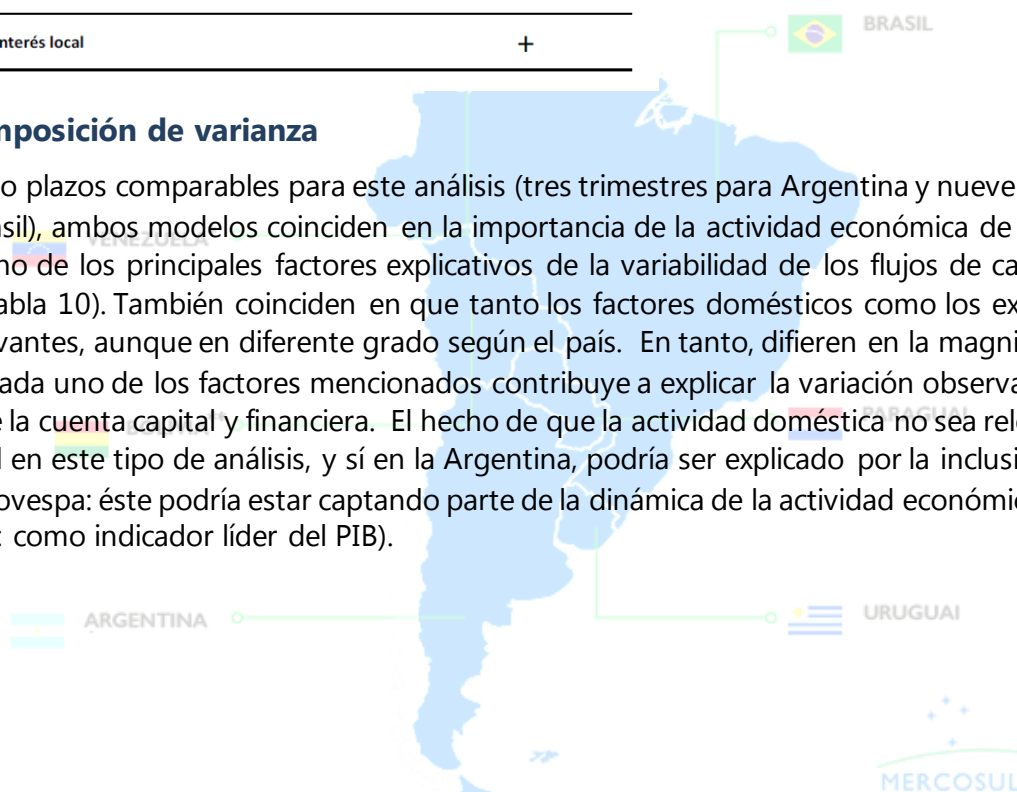 BRASIL
nterés local +
mposición de varianza
o plazos comparables para este análisis (tres trimestres para Argentina y nueve
sil), ambos modelos coinciden en la importancia de la actividad económica de
VENEZUELA
no de los principales factores explicativos de la variabilidad de los flujos de ca
abla 10). También coinciden en que tanto los factores domésticos como los ex
vantes, aunque en diferente grado según el país. En tanto, difieren en la magni
ada uno de los factores mencionados contribuye a explicar la variación observa
e la cuenta capital y financiera. El hecho de que la actividad doméstica no sea rel
PARAGUAI
l en este tipo de análisis, y sí en la Argentina, podría ser explicado por la inclusi
ovespa: éste podría estar captando parte de la dinámica de la actividad económi
: como indicador líder del PIB).
ARGENTINA
URUGUAI
MERCOSUL